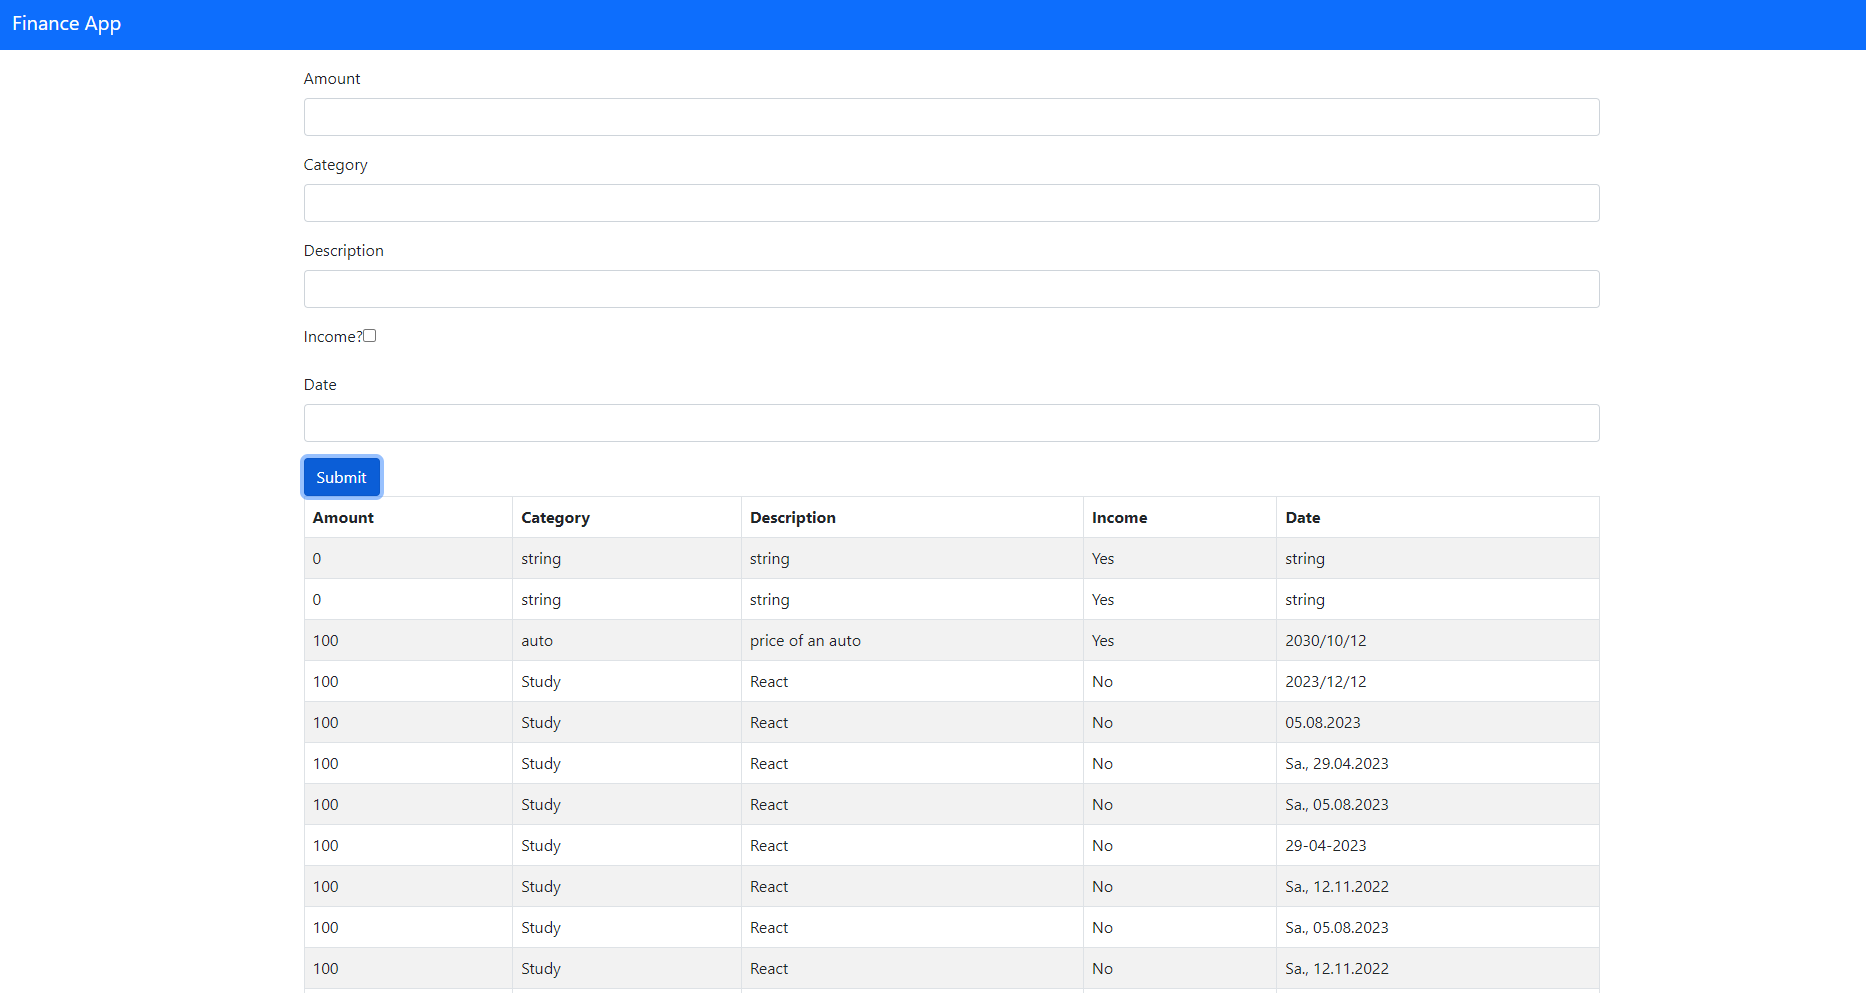 Finance App
Amount
Category
Description
Income?
Date
Submit
Amount Category Description Income Date
0 string string Yes string
0 string string Yes string
100 auto price of an auto Yes 2030/10/12
100 Study React No 2023/12/12
100 Study React No 05.08.2023
100 Study React No Sa., 29.04.2023
100 Study React No Sa., 05.08.2023
100 Study React No 29-04-2023
100 Study React No Sa., 12.11.2022
100 Study React No Sa., 05.08.2023
100 Study React No Sa., 12.11.2022